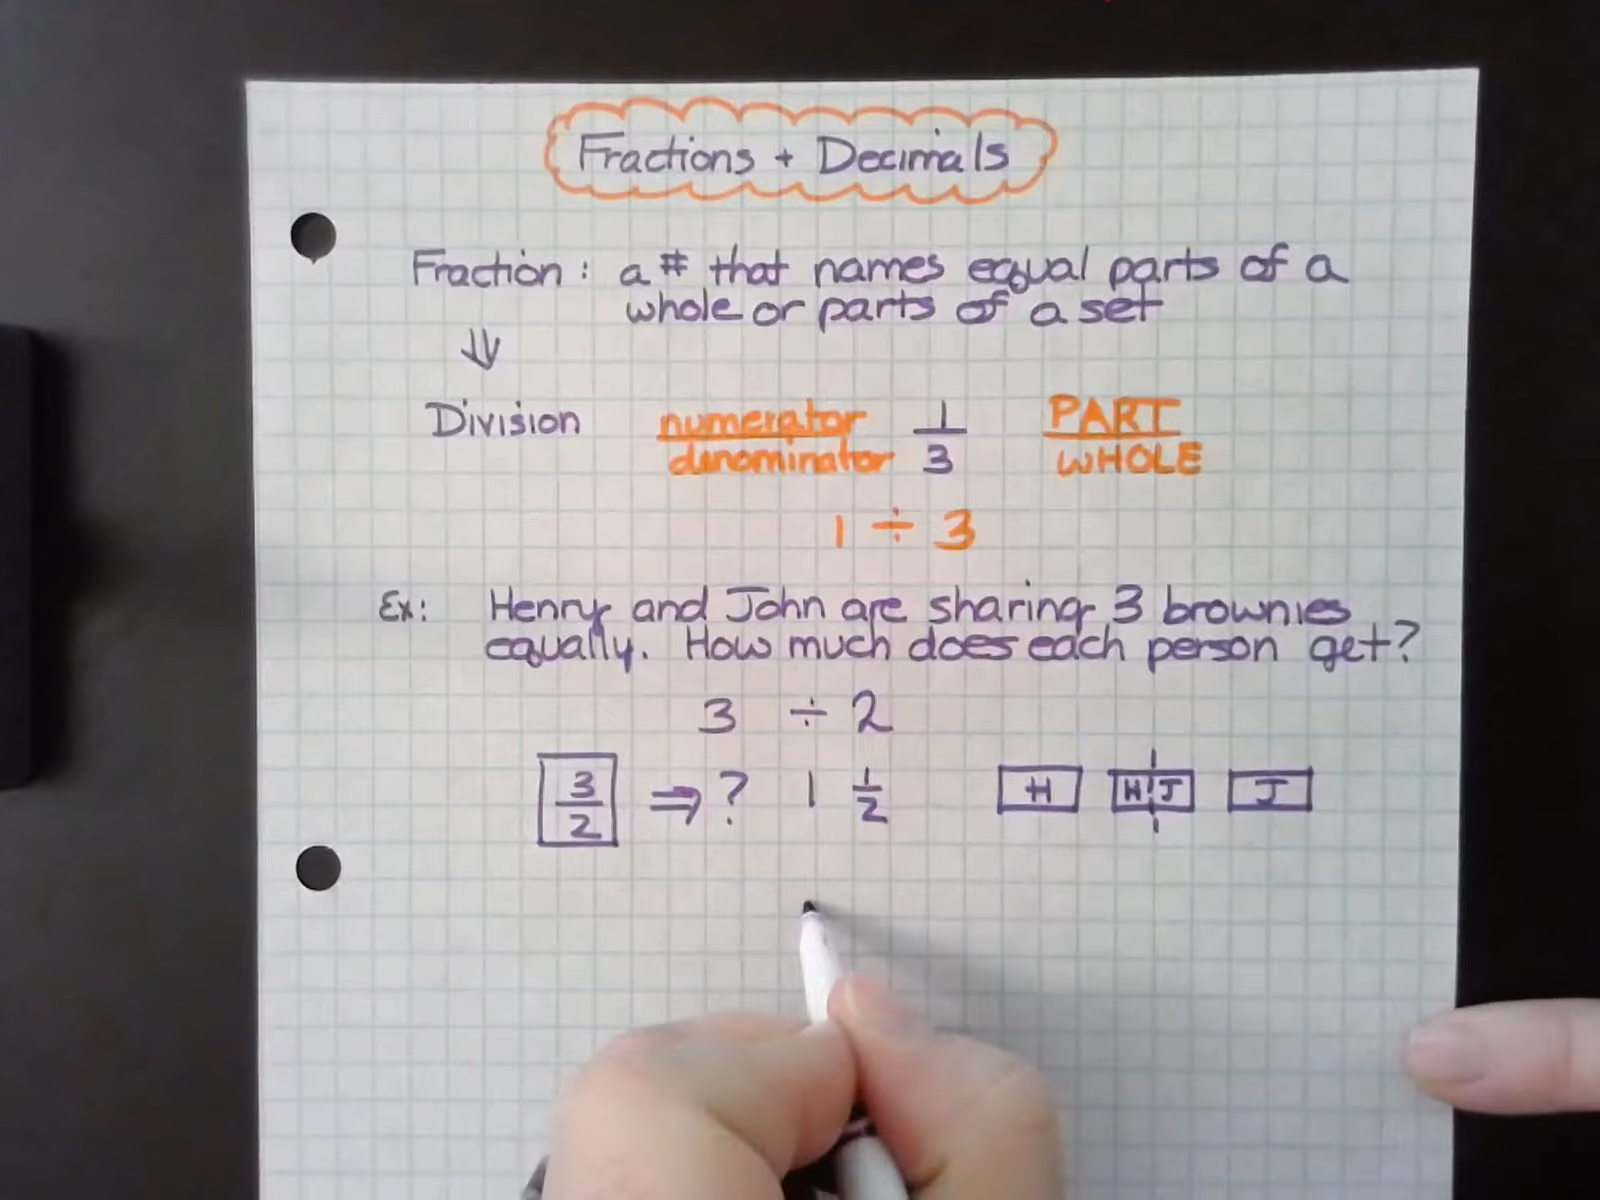 Fractions + Decimals
Fraction: a # that names equal parts of a
whole or parts of a set
⇓
Division numerator/denominator 1/3 PART/WHOLE
1 ÷ 3
Ex: Henry and John are sharing 3 brownies
equally. How much does each person get?
3 ÷ 2
3/2 ⇒ ? 1 1/2 H H J J